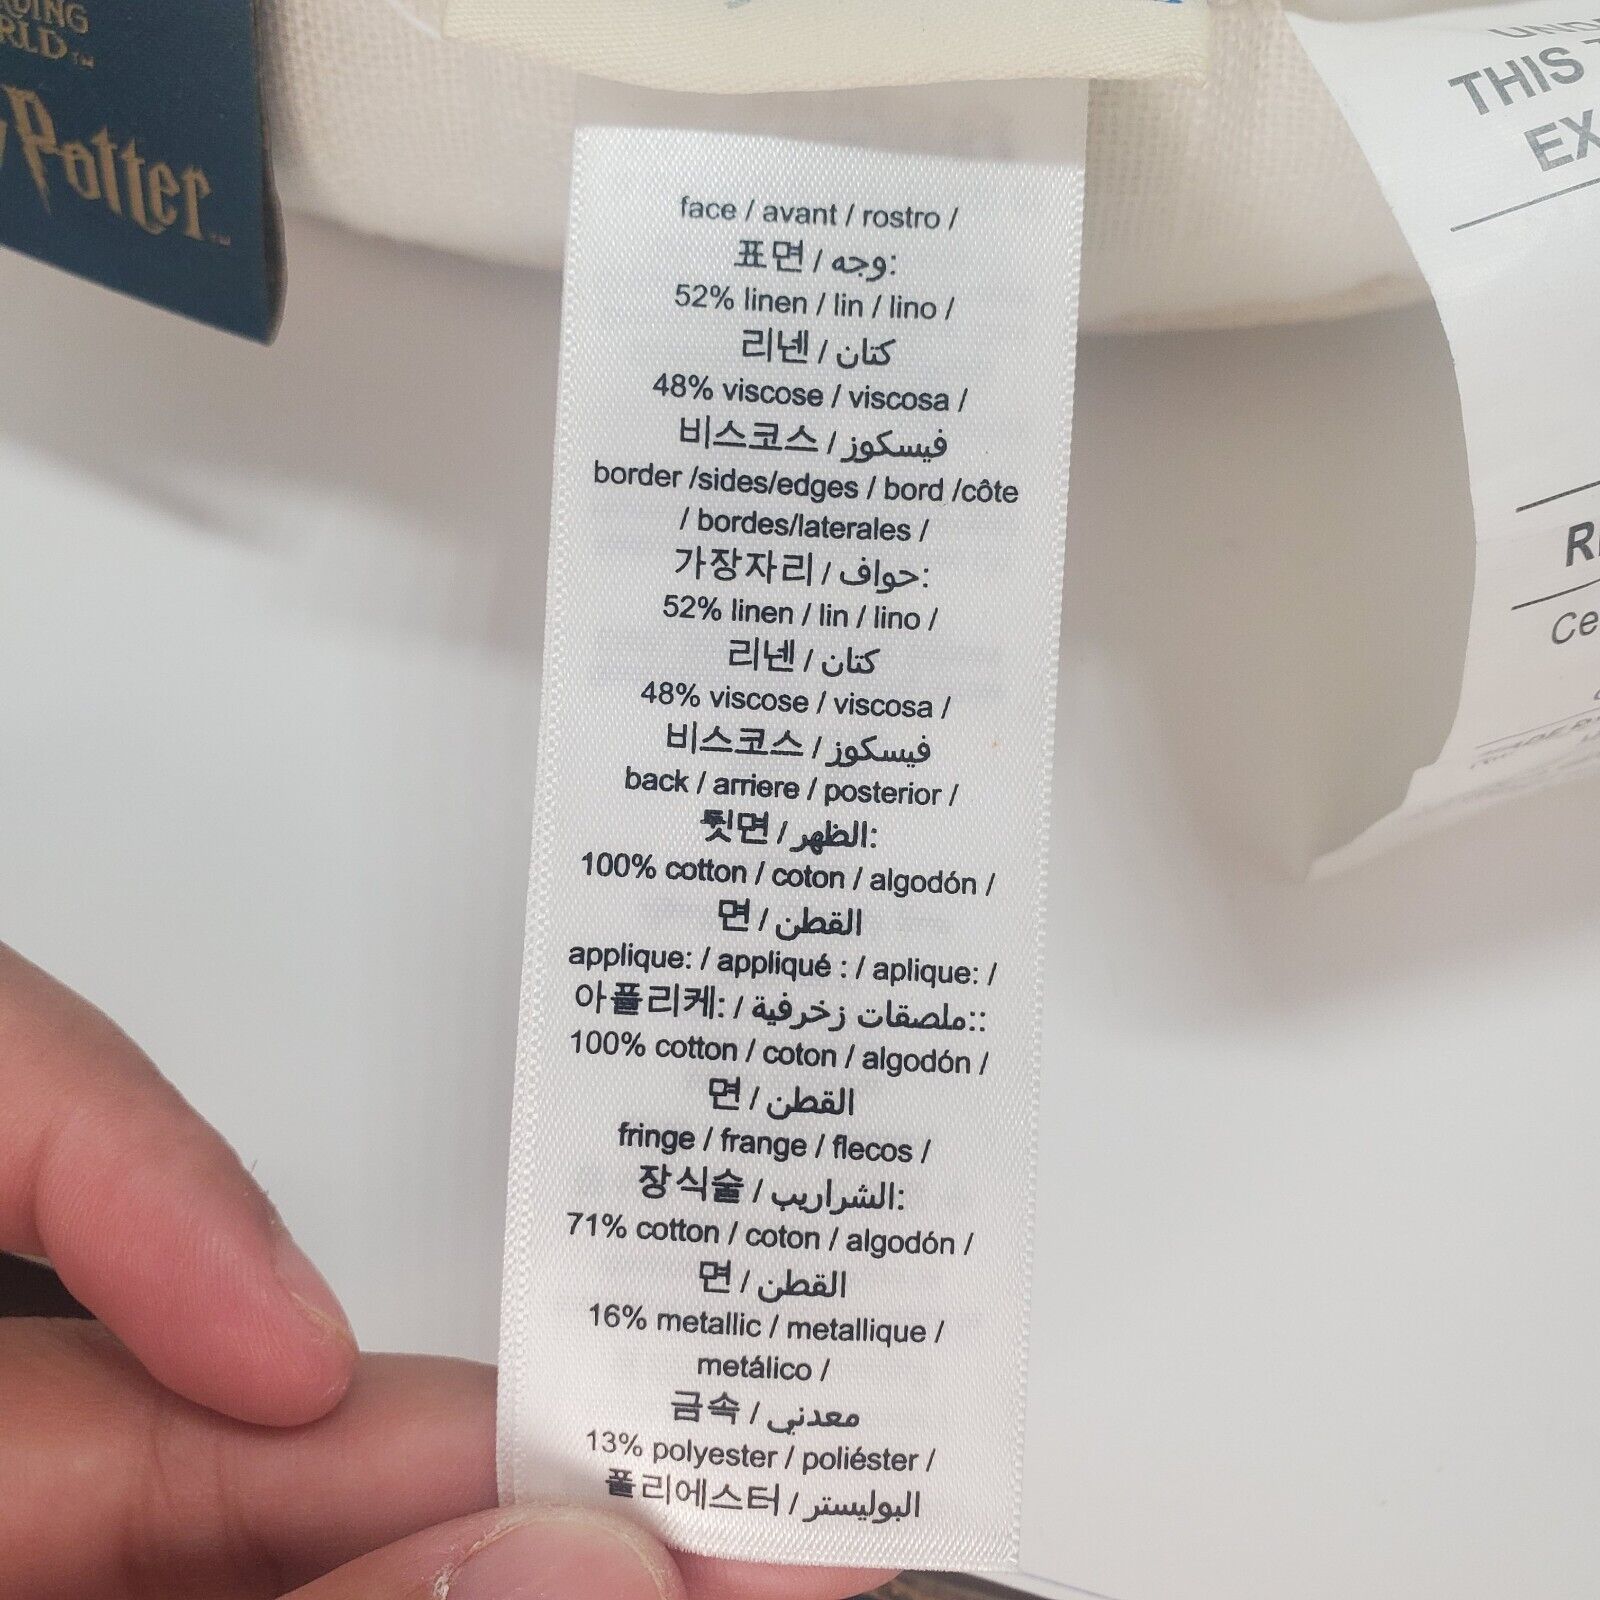 Potter™
face / avant / rostro /
표면 / وجه:
52% linen / lin / lino /
리넨 / كتان
48% viscose / viscosa /
비스코스 / فيسكوز
border /sides/edges / bord /côte
/ bordes/laterales /
가장자리 / حواف:
52% linen / lin / lino /
리넨 / كتان
48% viscose / viscosa /
비스코스 / فيسكوز
back / arriere / posterior /
뒷면 / الظهر:
100% cotton / coton / algodón /
면 / القطن
applique: / appliqué : / aplique: /
아플리케: / ملصقات زخرفية::
100% cotton / coton / algodón /
면 / القطن
fringe / frange / flecos /
장식술 / الشراريب:
71% cotton / coton / algodón /
면 / القطن
16% metallic / metallique /
metálico /
금속 / معدني
13% polyester / poliéster /
폴리에스터 / البوليستر
THIS